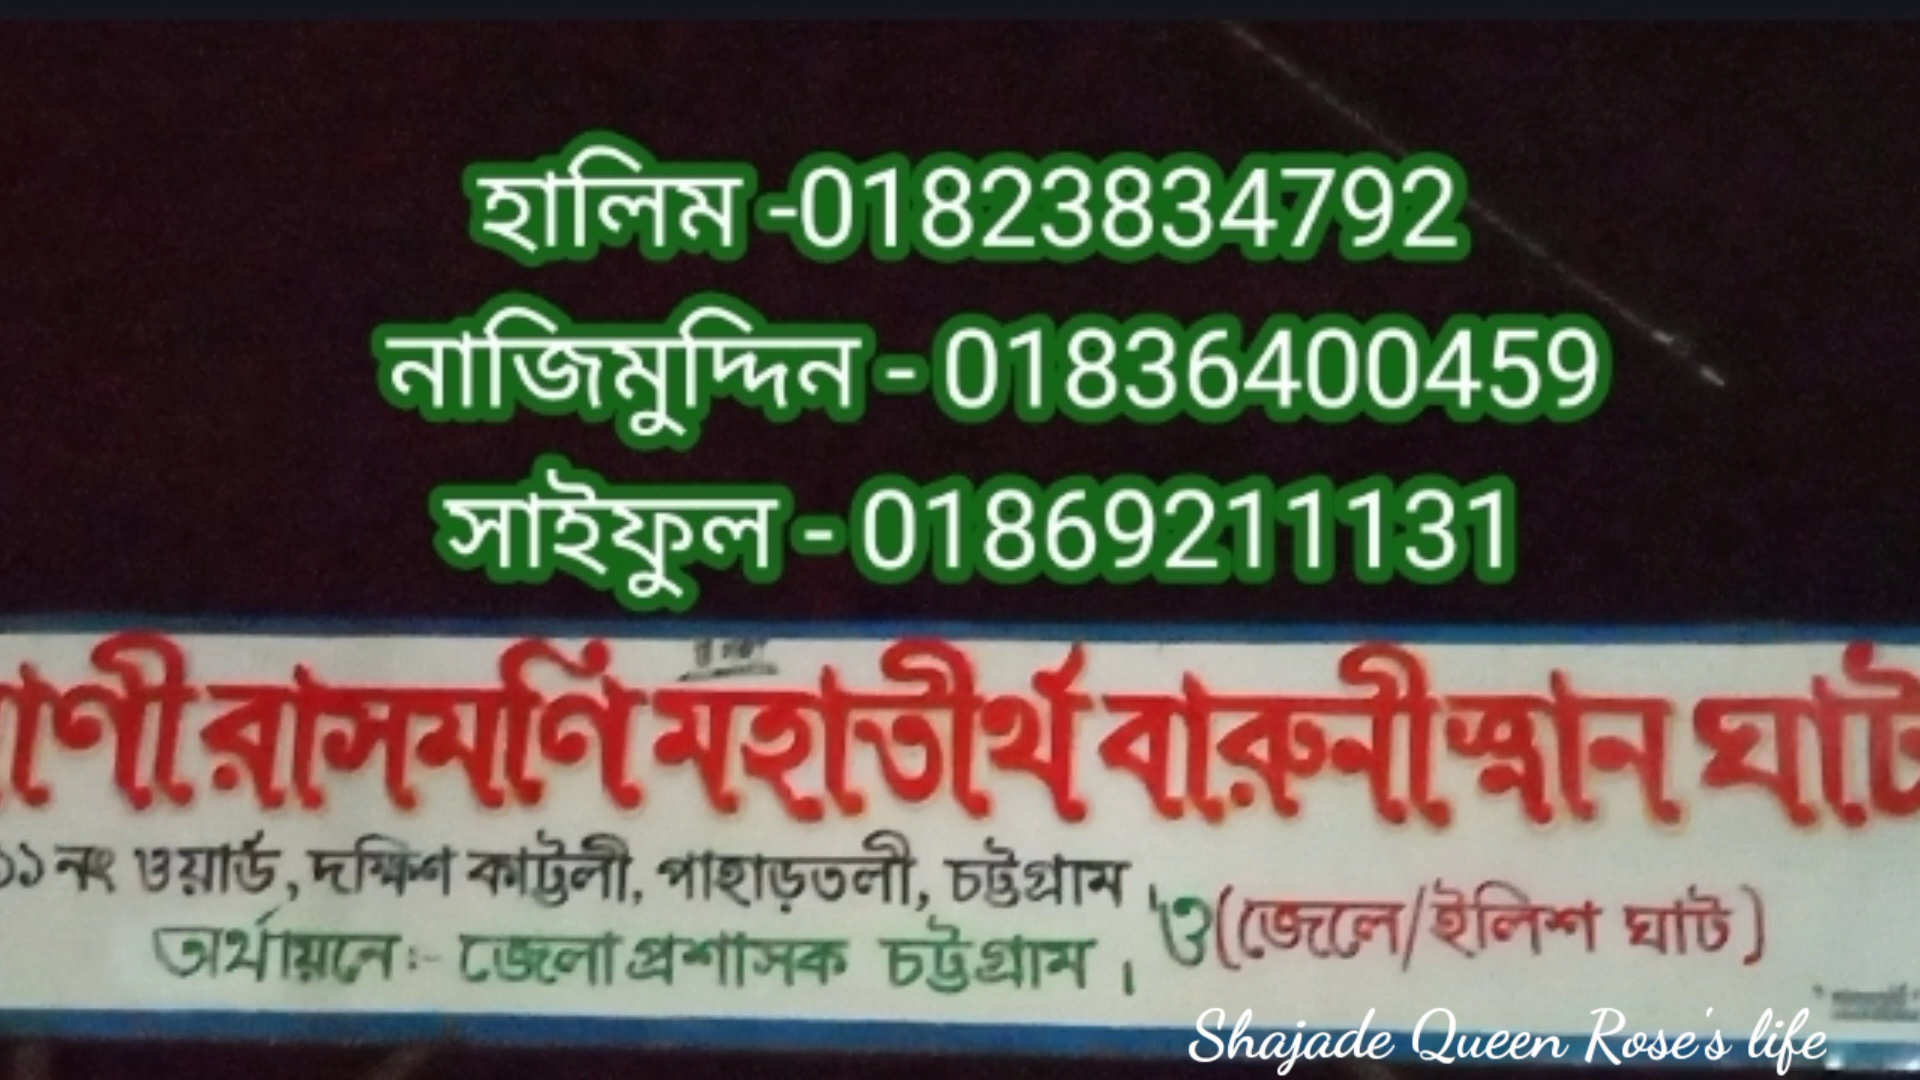 হালিম -01823834792
নাজিমুদ্দিন - 01836400459
সাইফুল - 01869211131
রাসমণি মহাতীর্থ বারুনী স্নান ঘাট
নং ওয়ার্ড, দক্ষিণ কাট্টলী, পাহাড়তলী, চট্টগ্রাম
ও (জেলে/ইলিশ ঘাট)
অর্থায়নে :- জেলা প্রশাসক চট্টগ্রাম ।
Shajade Queen Rose's life